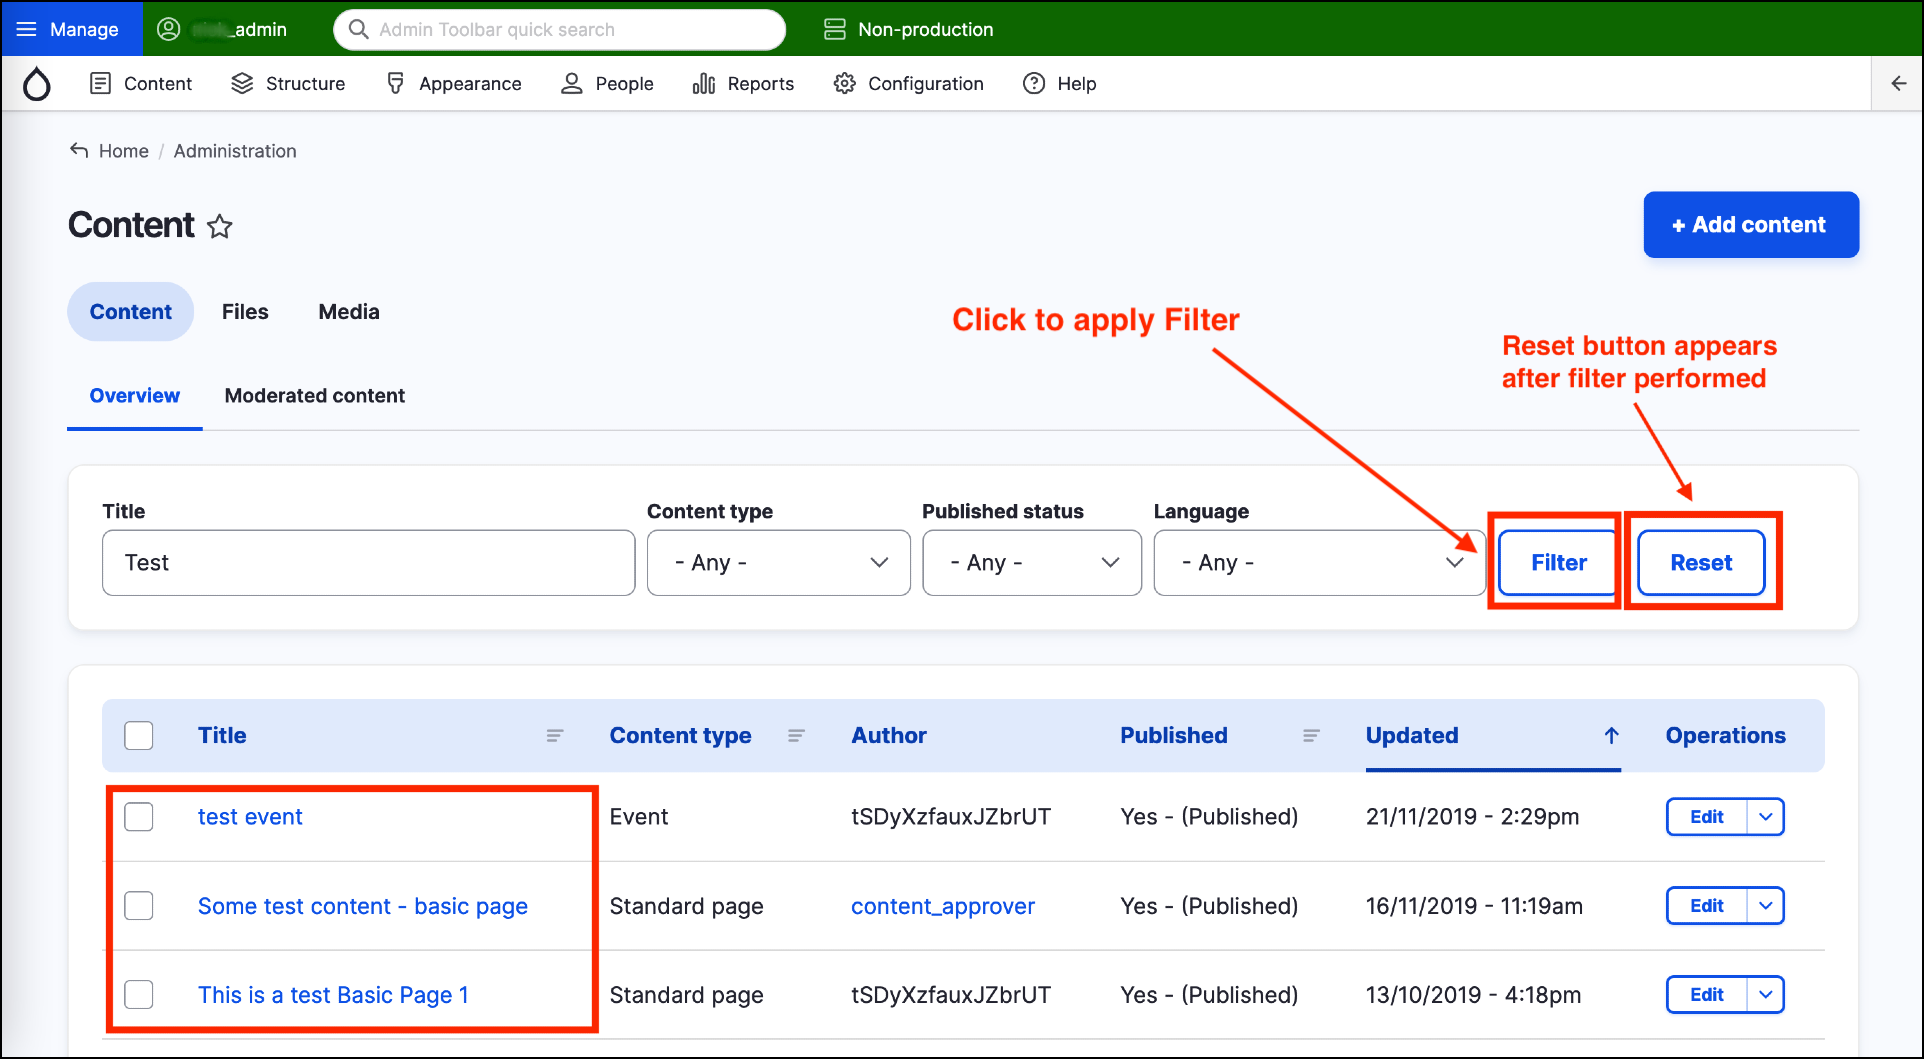 Manage
_admin
Admin Toolbar quick search
Non-production
Content
Structure
Appearance
People
Reports
Configuration
Help
Home / Administration
Content
+ Add content
Content
Files
Media
Click to apply Filter
Reset button appears
after filter performed
Overview
Moderated content
Title
Content type
Published status
Language
Test
- Any -
- Any -
- Any -
Filter
Reset
Title Content type Author Published Updated Operations
test event Event tSDyXzfauxJZbrUT Yes - (Published) 21/11/2019 - 2:29pm Edit
Some test content - basic page Standard page content_approver Yes - (Published) 16/11/2019 - 11:19am Edit
This is a test Basic Page 1 Standard page tSDyXzfauxJZbrUT Yes - (Published) 13/10/2019 - 4:18pm Edit